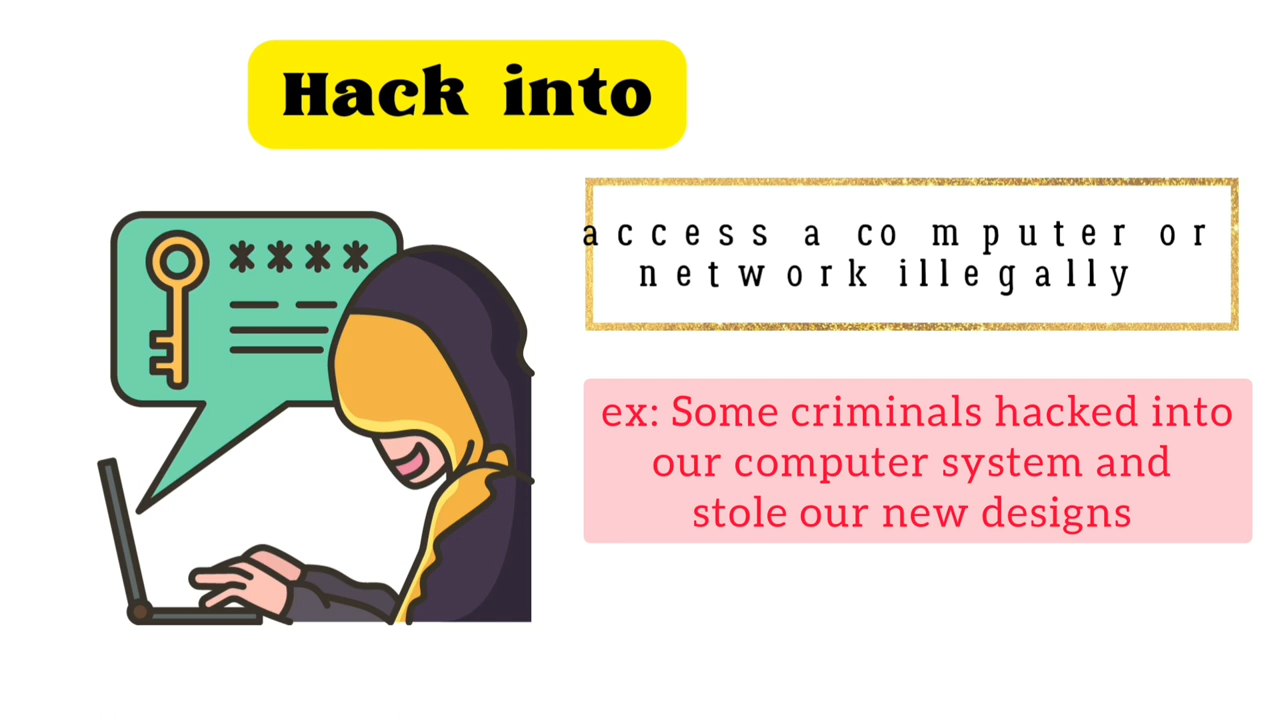 Hack into
access a computer or
network illegally
****
ex: Some criminals hacked into
our computer system and
stole our new designs